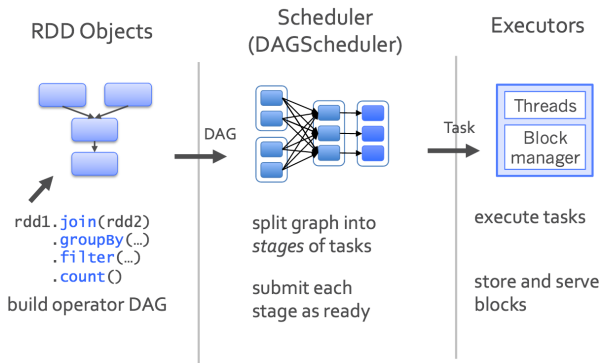 RDD Objects
rdd1.join(rdd2)
.groupBy(…)
.filter(…)
.count()
build operator DAG
DAG
Scheduler
(DAGScheduler)
split graph into
stages of tasks
submit each
stage as ready
Task
Executors
Threads
Block
manager
execute tasks
store and serve
blocks